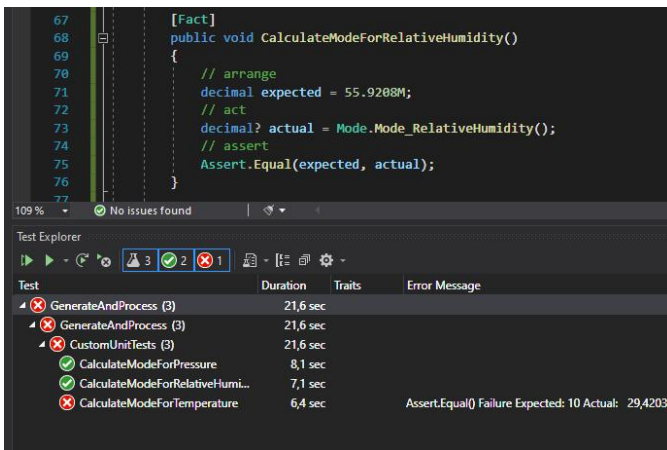 67 [Fact]
68 public void CalculateModeForRelativeHumidity()
69 {
70 // arrange
71 decimal expected = 55.9208M;
72 // act
73 decimal? actual = Mode.Mode_RelativeHumidity();
74 // assert
75 Assert.Equal(expected, actual);
76 }
77
109 % No issues found
Test Explorer
3 2 1
Test Duration Traits Error Message
GenerateAndProcess (3) 21,6 sec
GenerateAndProcess (3) 21,6 sec
CustomUnitTests (3) 21,6 sec
CalculateModeForPressure 8,1 sec
CalculateModeForRelativeHumi... 7,1 sec
CalculateModeForTemperature 6,4 sec Assert.Equal() Failure Expected: 10 Actual: 29,4203